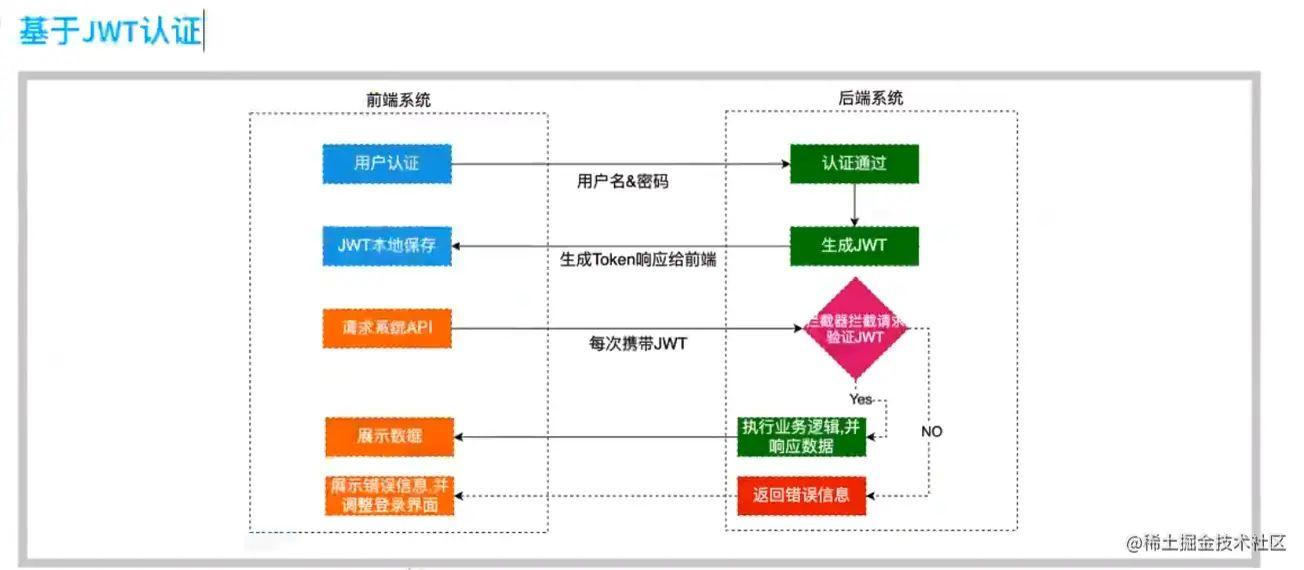 基于JWT认证
前端系统
后端系统
用户认证
用户名&密码
认证通过
JWT本地保存
生成Token响应给前端
生成JWT
请求系统API
每次携带JWT
拦截器拦截请求
验证JWT
Yes
NO
展示数据
执行业务逻辑,并
响应数据
展示错误信息,并
调整登录界面
返回错误信息
@稀土掘金技术社区